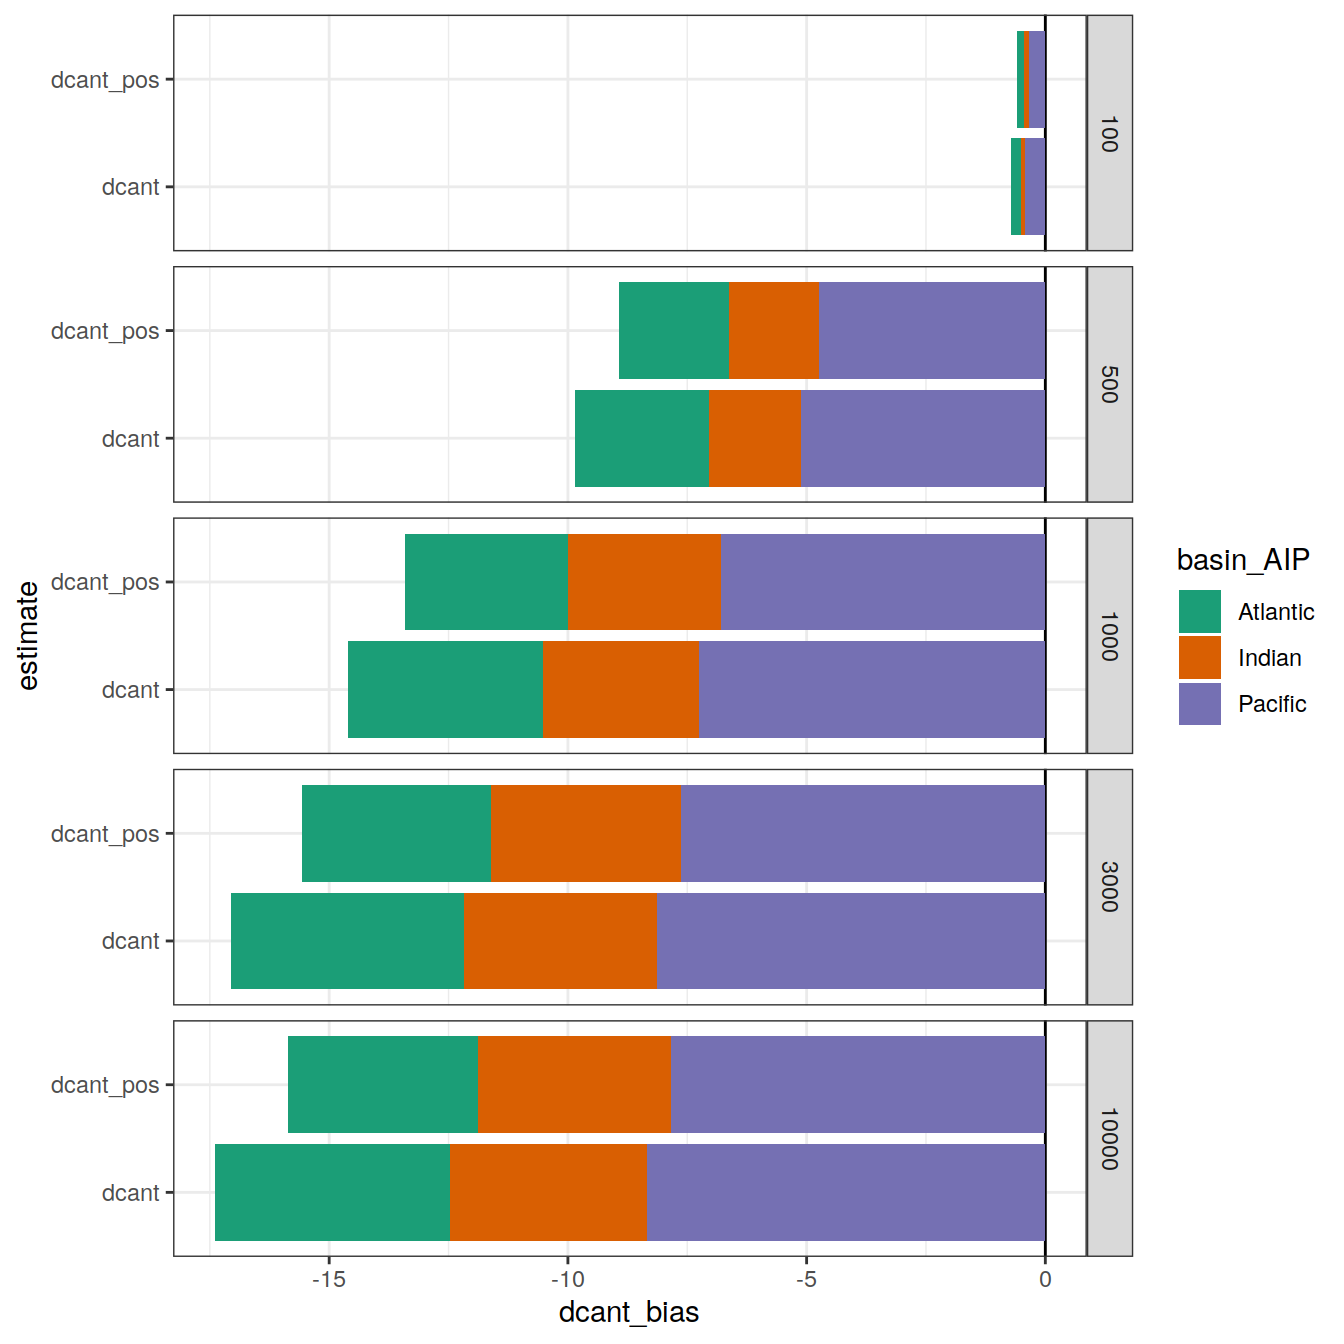 dcant_pos
dcant
100
dcant_pos
dcant
500
dcant_pos
dcant
1000
dcant_pos
dcant
3000
dcant_pos
dcant
10000
estimate
-15 -10 -5 0
dcant_bias
basin_AIP
Atlantic
Indian
Pacific